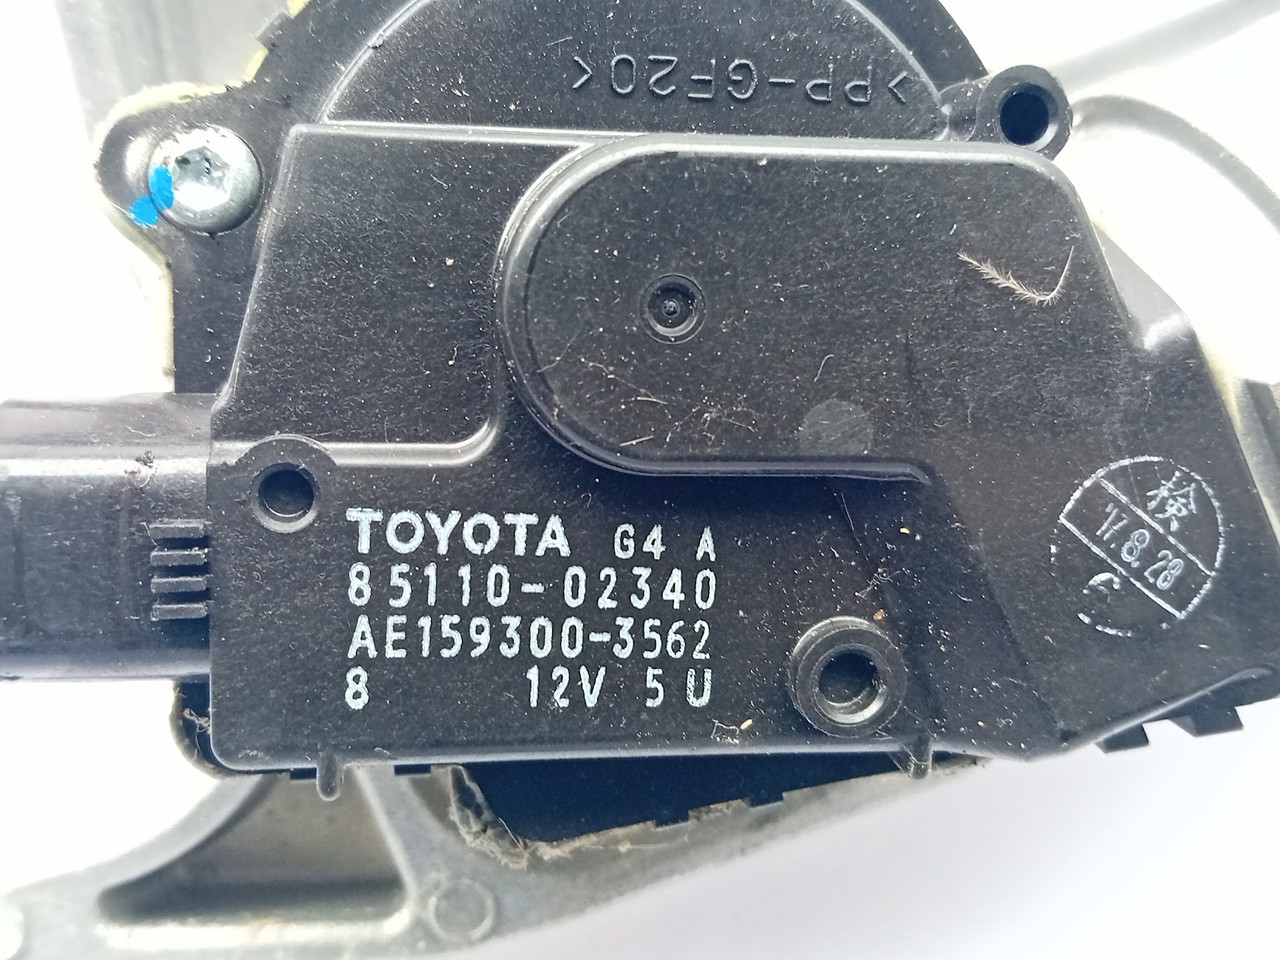 >PP-GF20<
TOYOTA G4 A
85110-02340
AE159300-3562
8 12V 5U
検
17.8.28